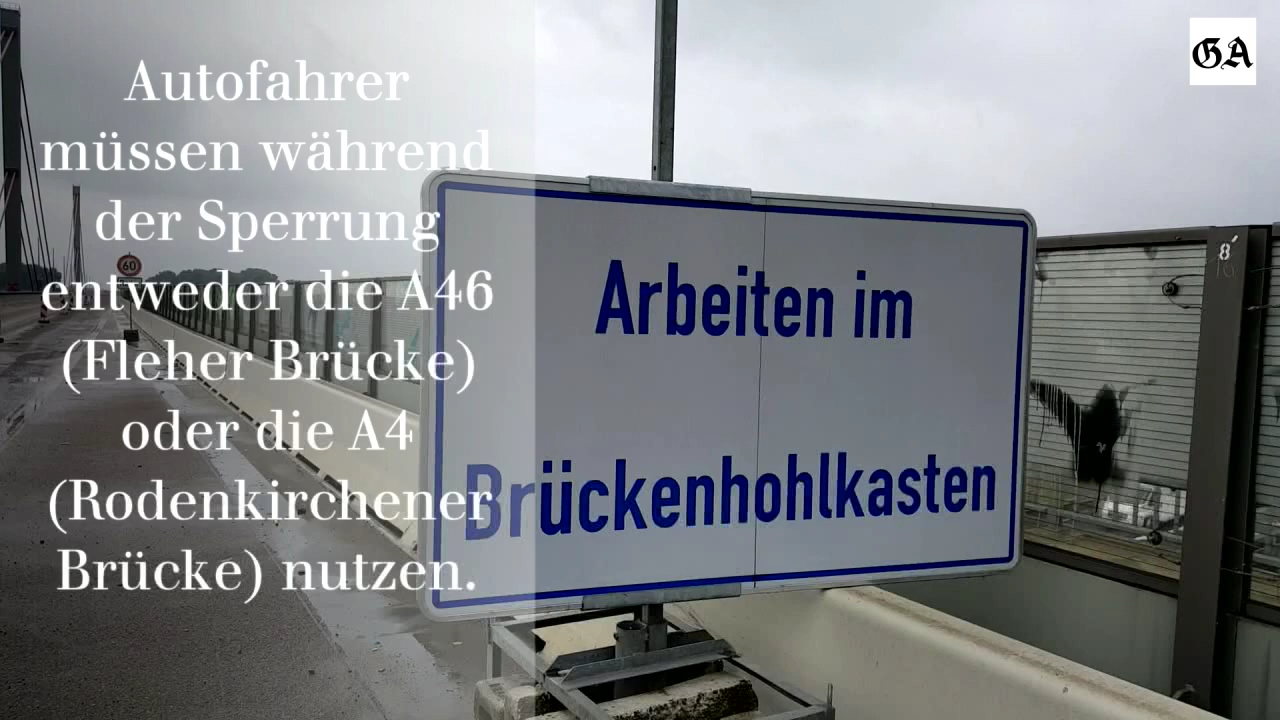 Autofahrer
müssen während
der Sperrung
entweder die A46
(Fleher Brücke)
oder die A4
(Rodenkirchener
Brücke) nutzen.
GA
60
Arbeiten im
Brückenhohlkasten
8